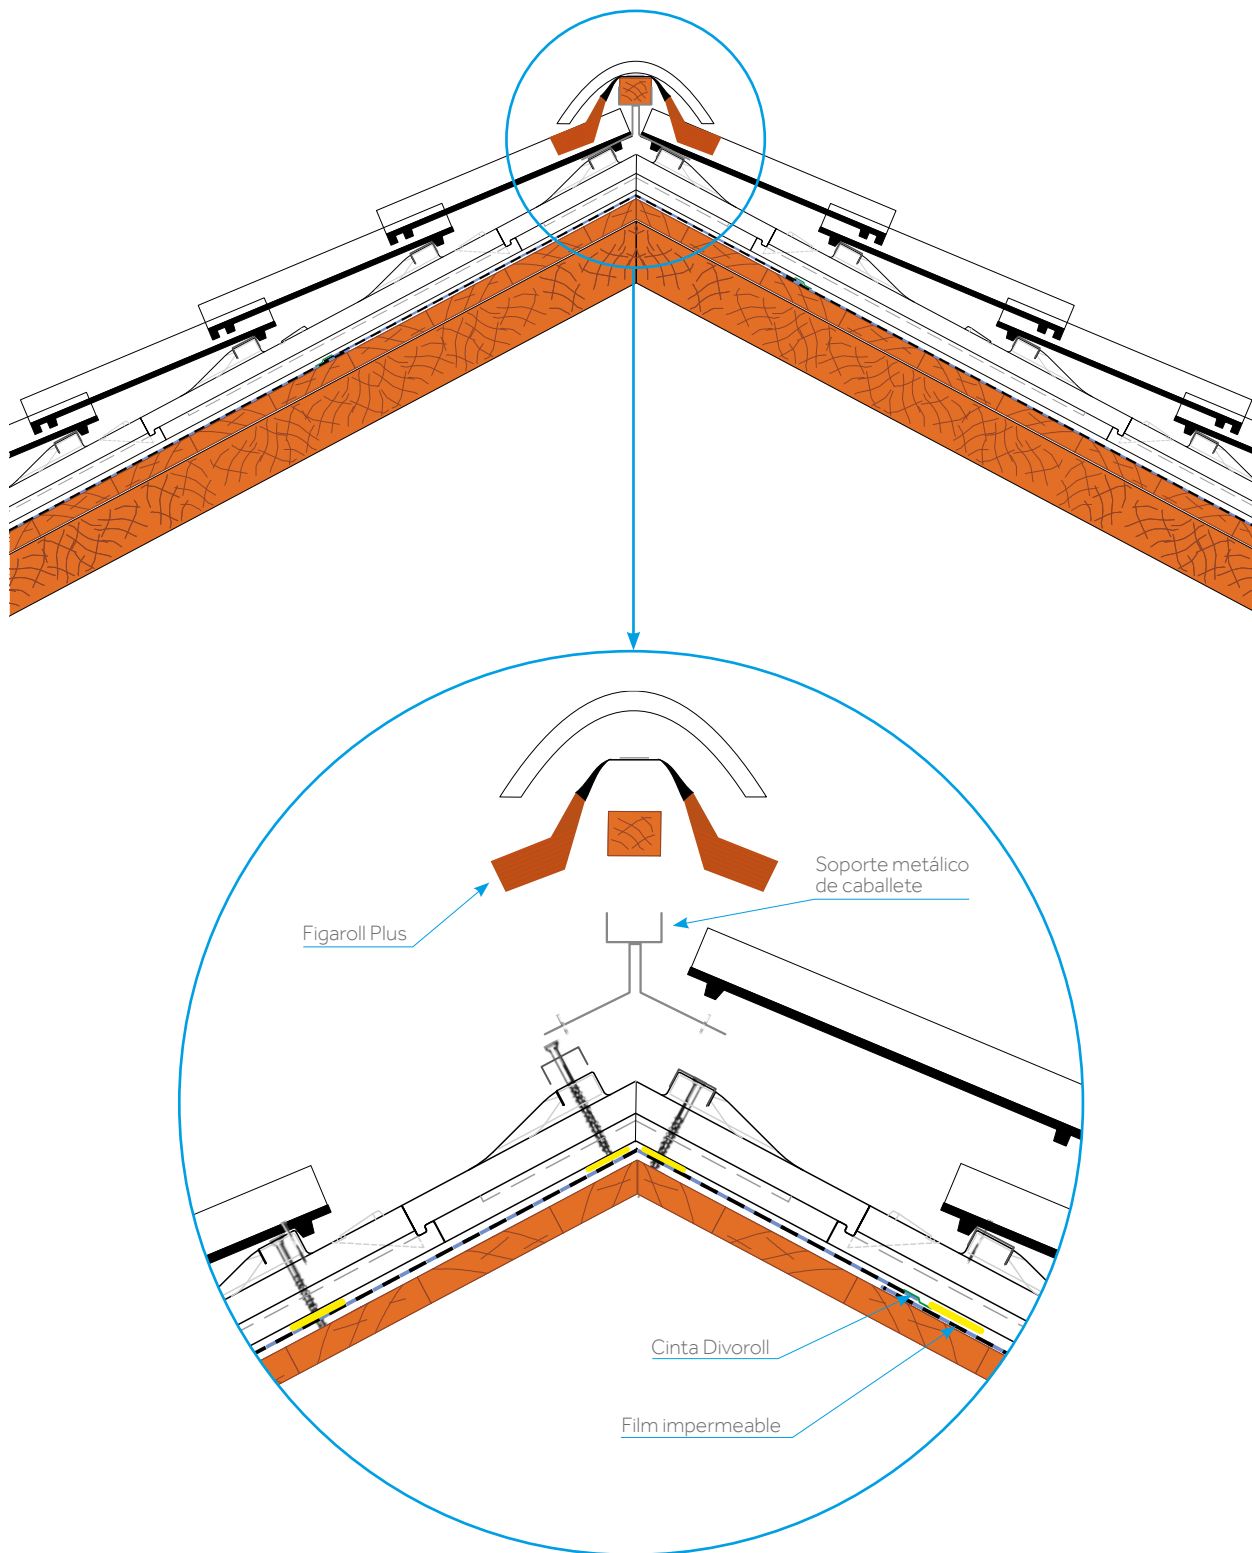 Soporte metálico
de caballete
Figaroll Plus
Cinta Divoroll
Film impermeable